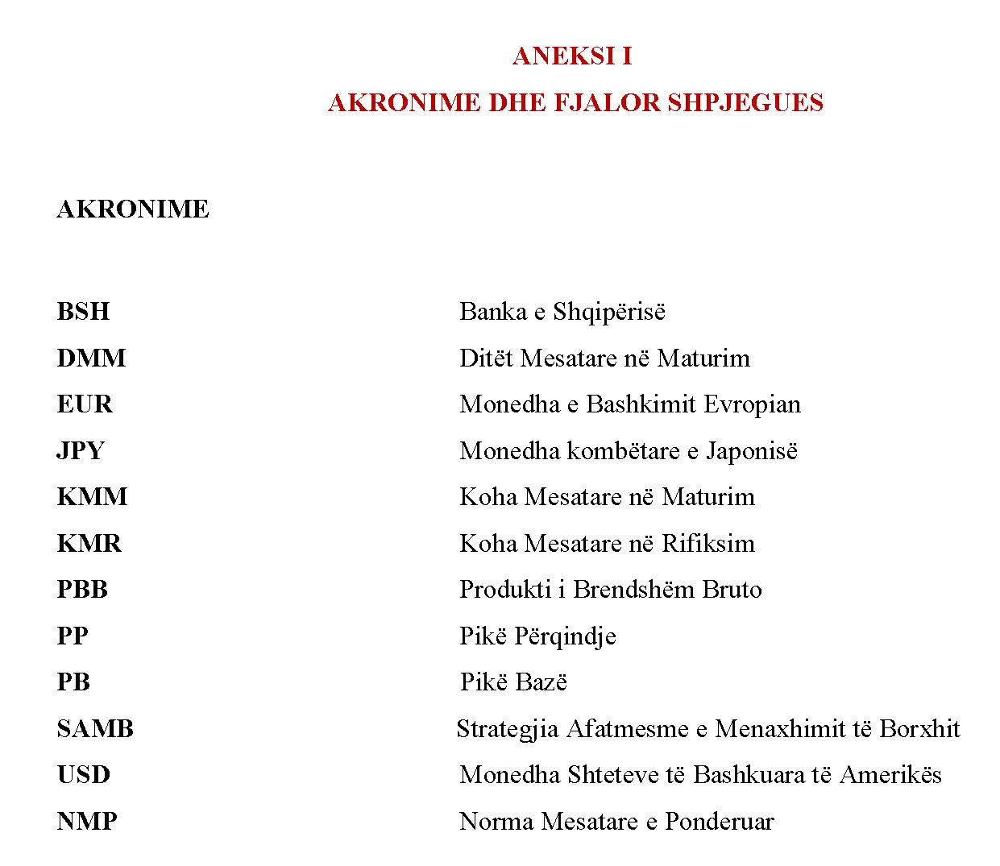 ANEKSI I
AKRONIME DHE FJALOR SHPJEGUES
AKRONIME
BSH Banka e Shqipërisë
DMM Ditët Mesatare në Maturim
EUR Monedha e Bashkimit Evropian
JPY Monedha kombëtare e Japonisë
KMM Koha Mesatare në Maturim
KMR Koha Mesatare në Rifiksim
PBB Produkti i Brendshëm Bruto
PP Pikë Përqindje
PB Pikë Bazë
SAMB Strategjia Afatmesme e Menaxhimit të Borxhit
USD Monedha Shteteve të Bashkuara të Amerikës
NMP Norma Mesatare e Ponderuar